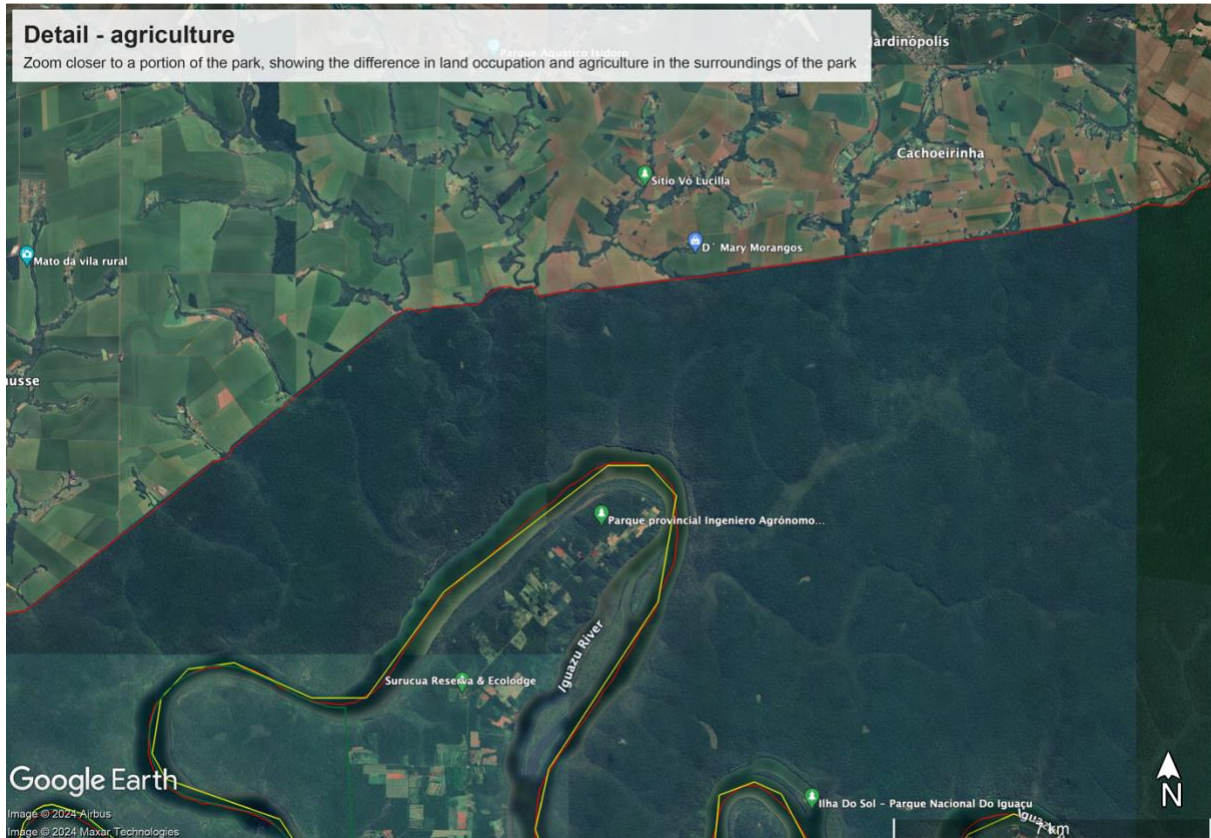 Detail - agriculture
Parque Aquático Isidoro
Jardinópolis
Zoom closer to a portion of the park, showing the difference in land occupation and agriculture in the surroundings of the park
Cachoeirinha
Sitio Vó Lucilla
D` Mary Morangos
Mato da vila rural
usse
Parque provincial Ingeniero Agrónomo...
Iguazu River
Surucua Reserva & Ecolodge
Google Earth
Ilha Do Sol - Parque Nacional Do Iguaçu
N
Image © 2024 Airbus
7 km
Image © 2024 Maxar Technologies